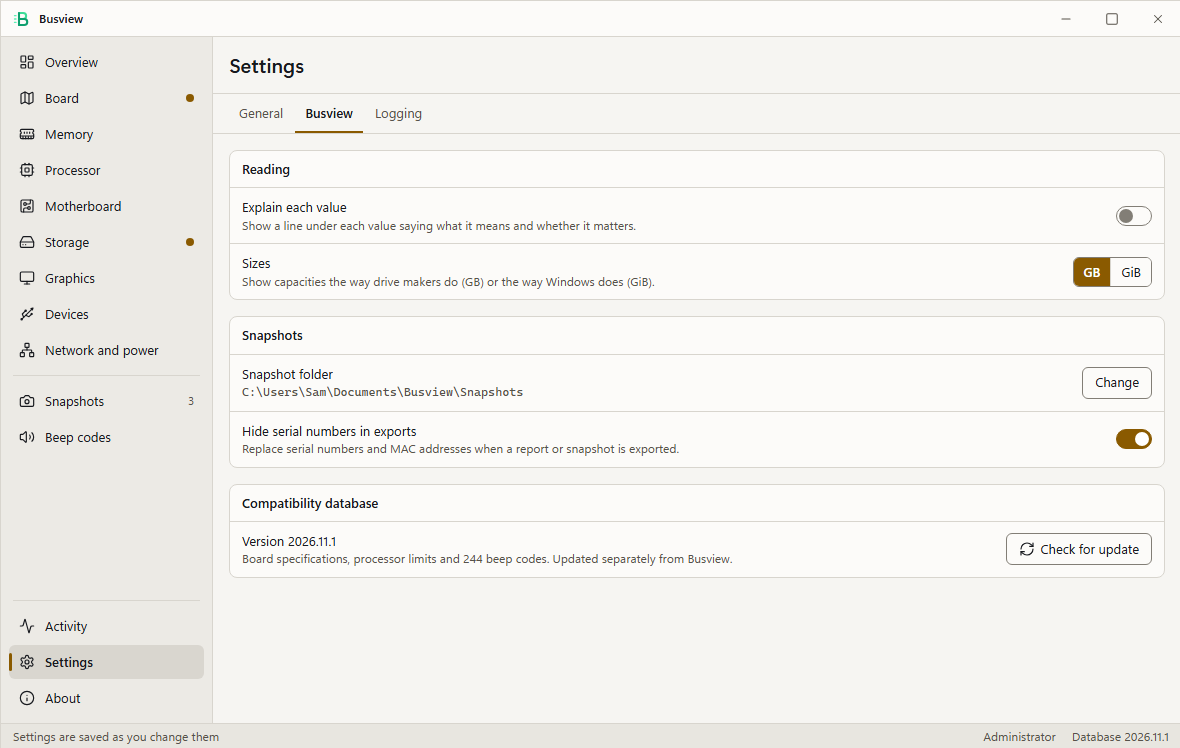 Busview
Overview
Board
Memory
Processor
Motherboard
Storage
Graphics
Devices
Network and power
Snapshots 3
Beep codes
Activity
Settings
About
Settings
General Busview Logging
Reading
Explain each value
Show a line under each value saying what it means and whether it matters.
Sizes
Show capacities the way drive makers do (GB) or the way Windows does (GiB).
GB GiB
Snapshots
Snapshot folder
C:\Users\Sam\Documents\Busview\Snapshots
Change
Hide serial numbers in exports
Replace serial numbers and MAC addresses when a report or snapshot is exported.
Compatibility database
Version 2026.11.1
Board specifications, processor limits and 244 beep codes. Updated separately from Busview.
Check for update
Settings are saved as you change them
Administrator Database 2026.11.1